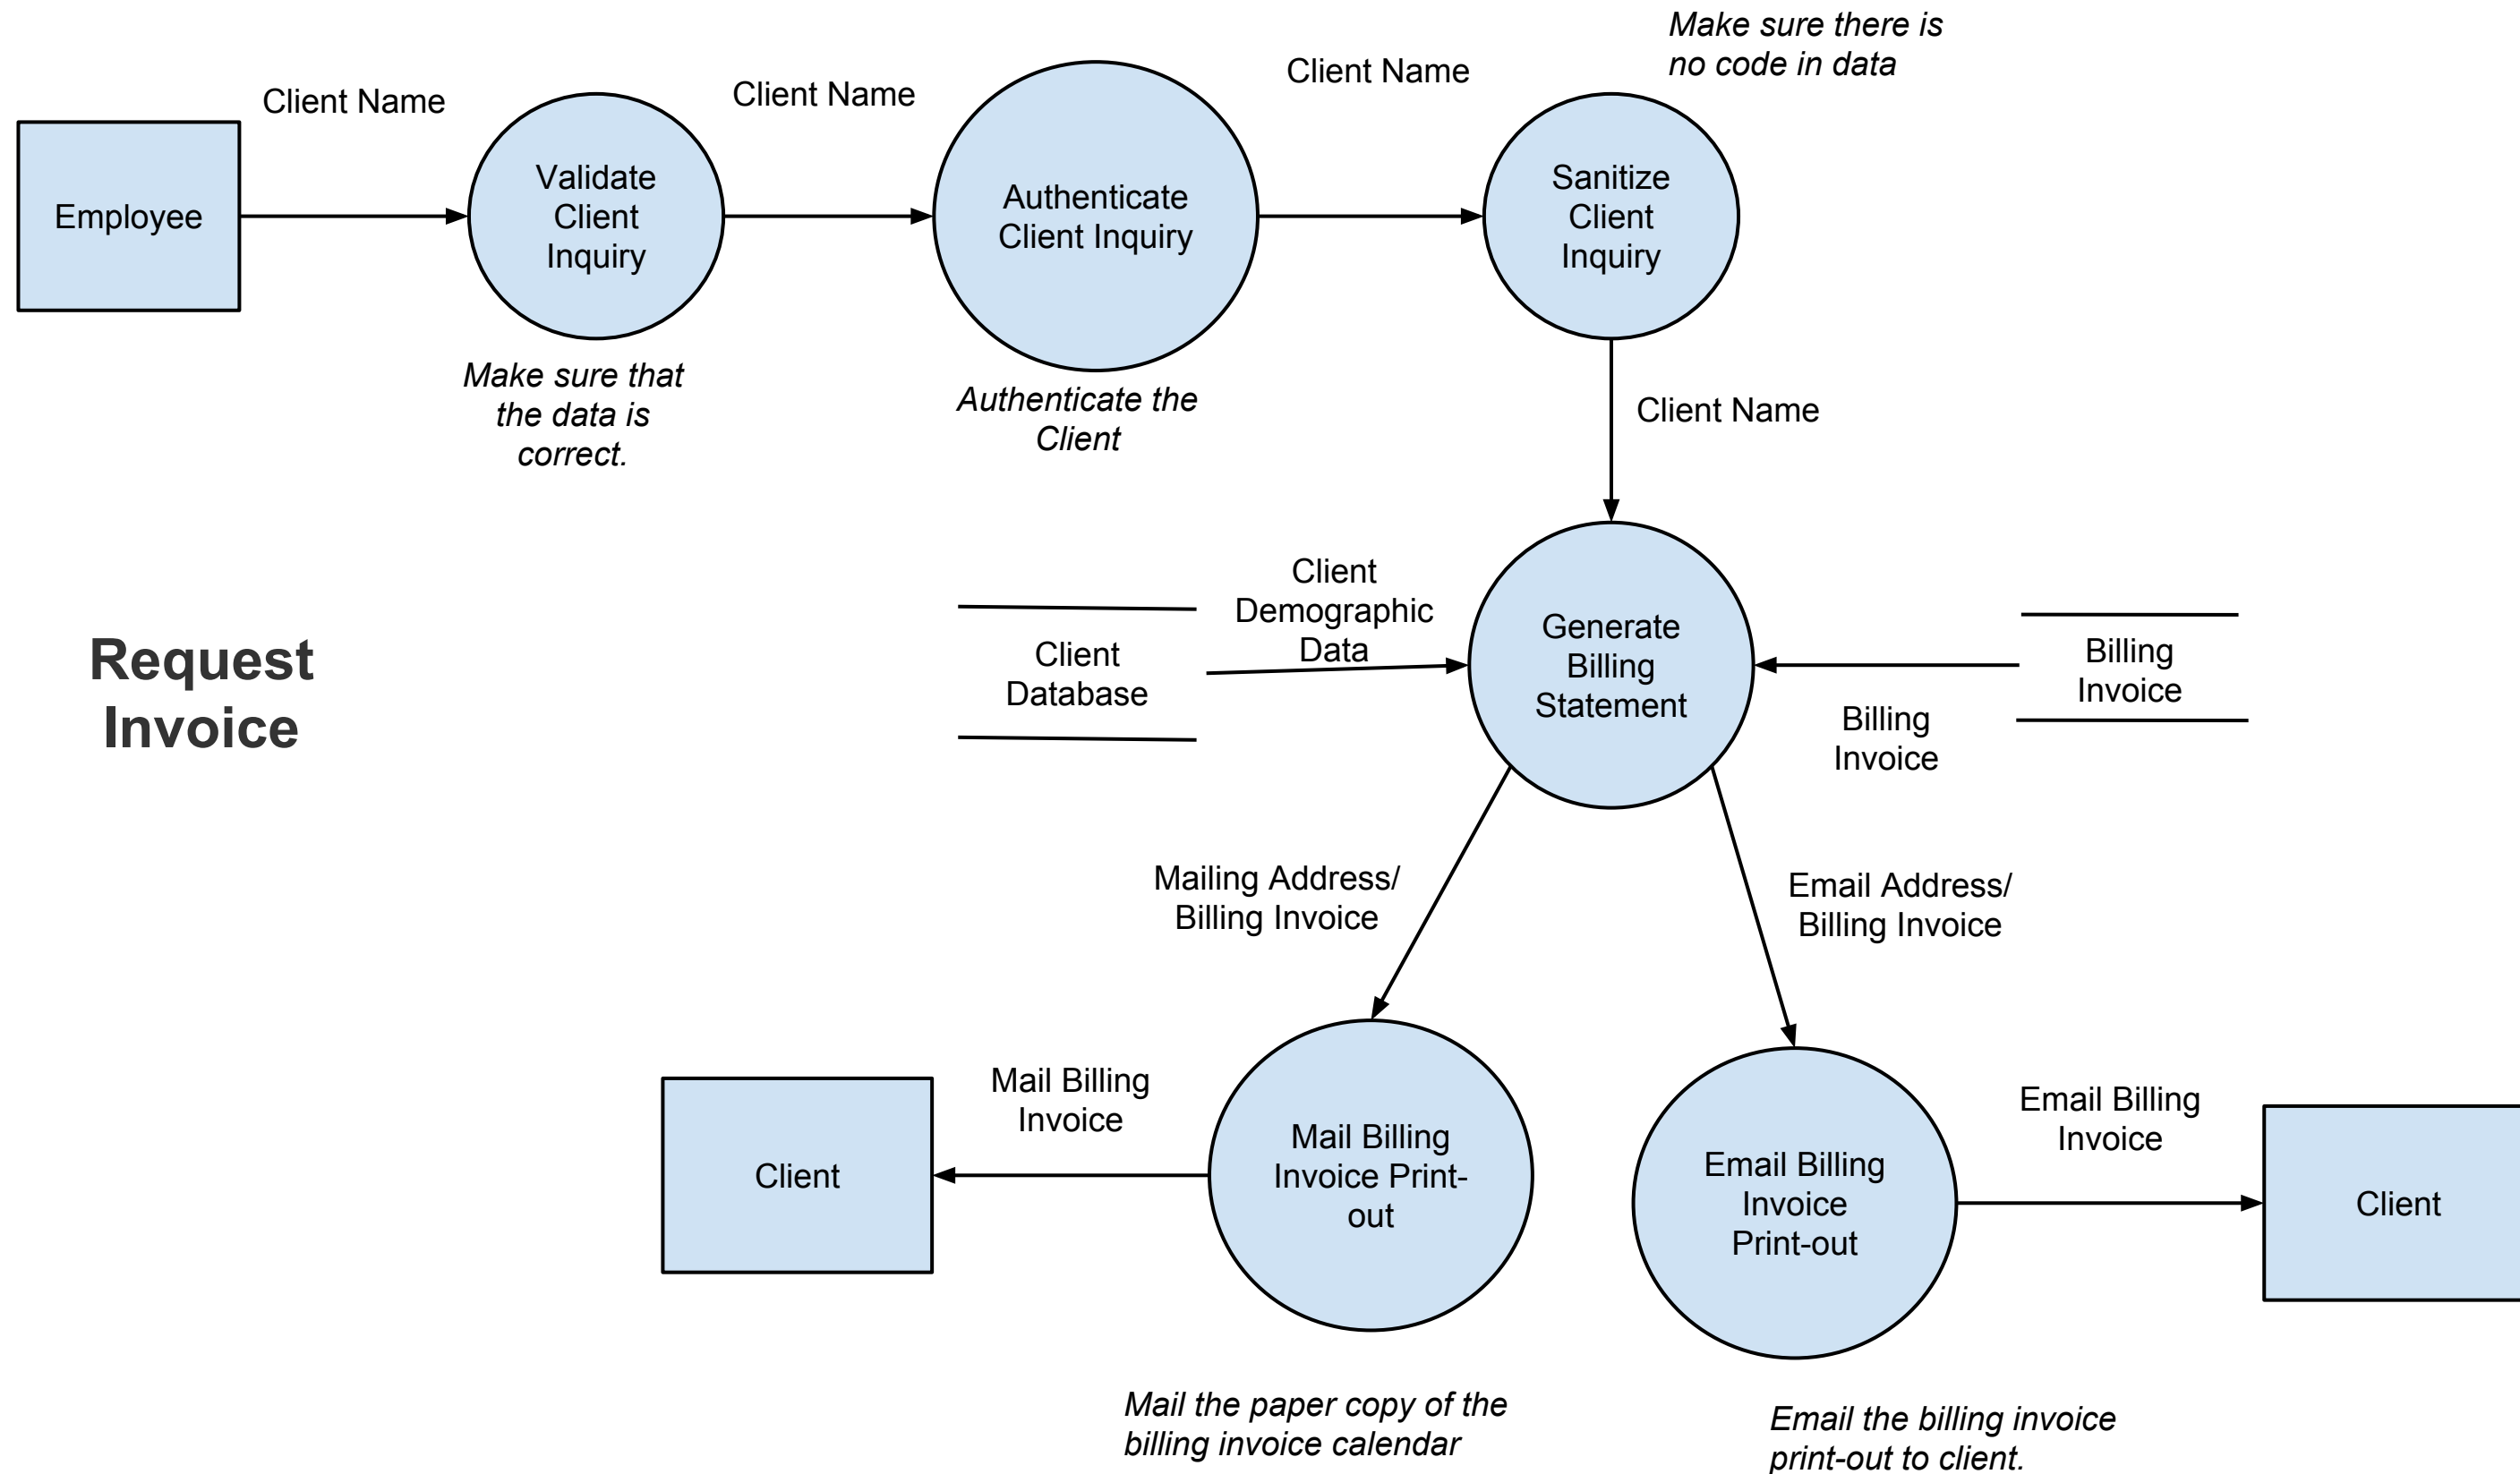 Make sure there is
no code in data
Client Name
Client Name
Client Name
Employee
Validate
Client
Inquiry
Authenticate
Client Inquiry
Sanitize
Client
Inquiry
Make sure that
the data is
correct.
Authenticate the
Client
Client Name
Request
Invoice
Client
Database
Client
Demographic
Data
Generate
Billing
Statement
Billing
Invoice
Billing
Invoice
Mailing Address/
Billing Invoice
Email Address/
Billing Invoice
Client
Mail Billing
Invoice
Mail Billing
Invoice Print-
out
Email Billing
Invoice
Print-out
Email Billing
Invoice
Client
Mail the paper copy of the
billing invoice calendar
Email the billing invoice
print-out to client.